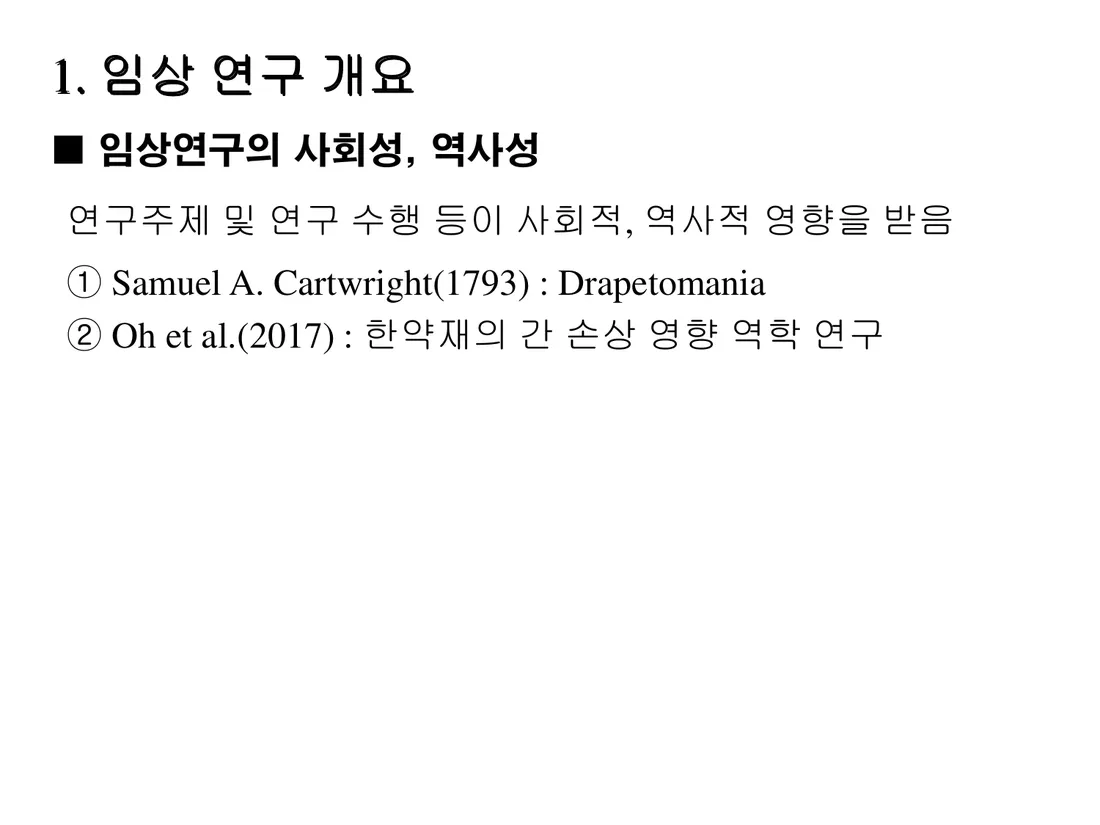 1. 임상 연구 개요
■ 임상연구의 사회성, 역사성
연구주제 및 연구 수행 등이 사회적, 역사적 영향을 받음
① Samuel A. Cartwright(1793) : Drapetomania
② Oh et al.(2017) : 한약재의 간 손상 영향 역학 연구